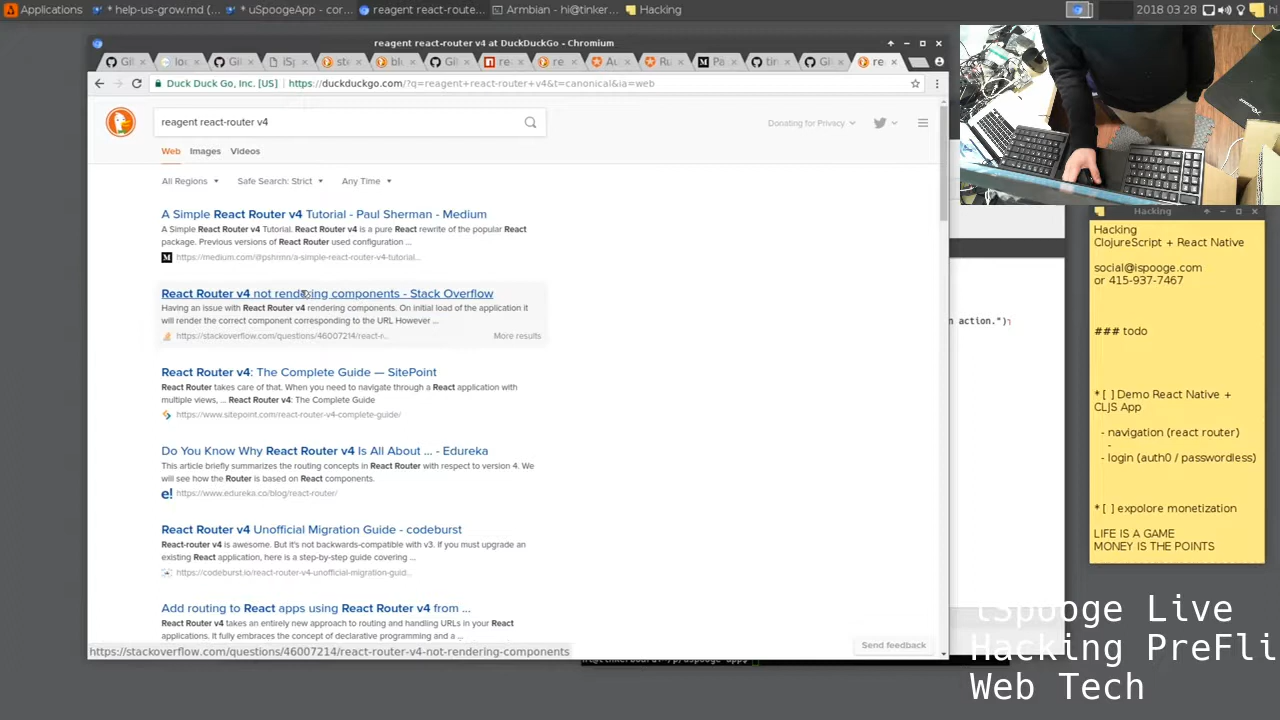 Applications
* help-us-grow.md (...
* uSpoogeApp - cor...
reagent react-route...
Armbian - hi@tinker...
Hacking
2018 03 28
hi
reagent react-router v4 at DuckDuckGo - Chromium
Duck Duck Go, Inc. [US]
https://duckduckgo.com/?q=reagent+react-router+v4&t=canonical&ia=web
reagent react-router v4
Donating for Privacy
Web Images Videos
All Regions
Safe Search: Strict
Any Time
A Simple React Router v4 Tutorial - Paul Sherman - Medium
A Simple React Router v4 Tutorial. React Router v4 is a pure React rewrite of the popular React
package. Previous versions of React Router used configuration ...
https://medium.com/@pshrmn/a-simple-react-router-v4-tutorial...
React Router v4 not rendering components - Stack Overflow
Having an issue with React Router v4 rendering components. On initial load of the application it
will render the correct component corresponding to the URL However ...
https://stackoverflow.com/questions/46007214/react-r...
More results
React Router v4: The Complete Guide — SitePoint
React Router takes care of that. When you need to navigate through a React application with
multiple views, ... React Router v4: The Complete Guide
https://www.sitepoint.com/react-router-v4-complete-guide/
Do You Know Why React Router v4 Is All About ... - Edureka
This article briefly summarizes the routing concepts in React Router with respect to version 4. We
will see how the Router is based on React components.
https://www.edureka.co/blog/react-router/
React Router v4 Unofficial Migration Guide - codeburst
React-router v4 is awesome. But it's not backwards-compatible with v3. If you must upgrade an
existing React application, here is a step-by-step guide covering ...
https://codeburst.io/react-router-v4-unofficial-migration-guid...
Add routing to React apps using React Router v4 from ...
React Router v4 takes an entirely new approach to routing and handling URLs in your React
applications. It fully embraces the concept of declarative programming and a ...
Send feedback
https://stackoverflow.com/questions/46007214/react-router-v4-not-rendering-components
action.")
Hacking
Hacking
ClojureScript + React Native
social@ispooge.com
or 415-937-7467
### todo
* [ ] Demo React Native +
CLJS App
- navigation (react router)
-
- login (auth0 / passwordless)
* [ ] expolore monetization
LIFE IS A GAME
MONEY IS THE POINTS
iSpooge Live
Hacking PreFli
Web Tech